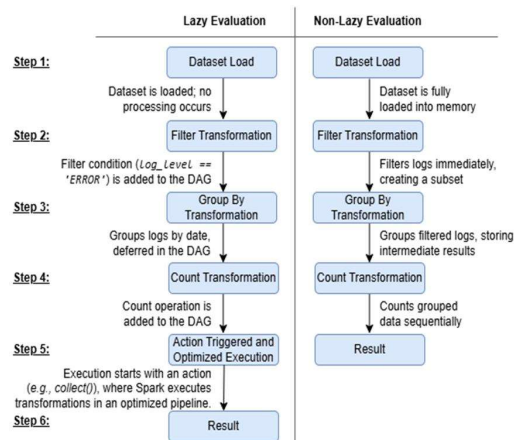 Lazy Evaluation
Non-Lazy Evaluation
Step 1:
Dataset Load
Dataset Load
Dataset is loaded; no
processing occurs
Dataset is fully
loaded into memory
Step 2:
Filter Transformation
Filter Transformation
Filter condition (log_level ==
'ERROR') is added to the DAG
Filters logs immediately,
creating a subset
Step 3:
Group By
Transformation
Group By
Transformation
Groups logs by date,
deferred in the DAG
Groups filtered logs, storing
intermediate results
Step 4:
Count Transformation
Count Transformation
Count operation is
added to the DAG
Counts grouped
data sequentially
Step 5:
Action Triggered and
Optimized Execution
Result
Execution starts with an action
(e.g., collect()), where Spark executes
transformations in an optimized pipeline.
Step 6:
Result